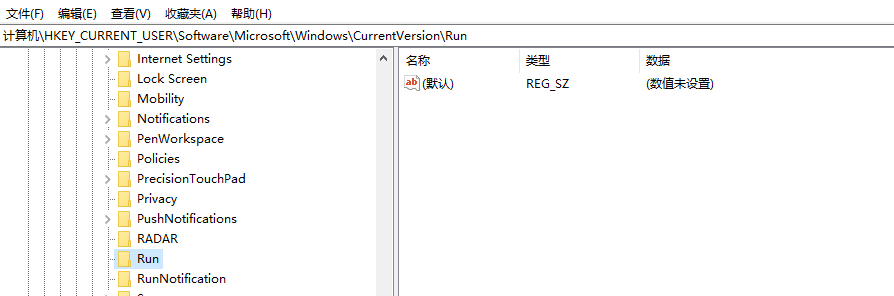 文件(F) 编辑(E) 查看(V) 收藏夹(A) 帮助(H)
计算机\HKEY_CURRENT_USER\Software\Microsoft\Windows\CurrentVersion\Run
Internet Settings
Lock Screen
Mobility
Notifications
PenWorkspace
Policies
PrecisionTouchPad
Privacy
PushNotifications
RADAR
Run
RunNotification
名称 类型 数据
ab (默认) REG_SZ (数值未设置)